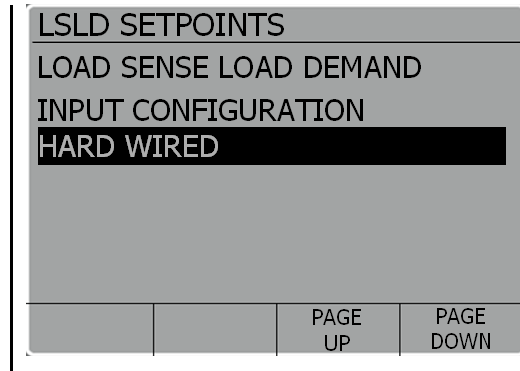 LSLD SETPOINTS
LOAD SENSE LOAD DEMAND
INPUT CONFIGURATION
HARD WIRED
PAGE UP
PAGE DOWN